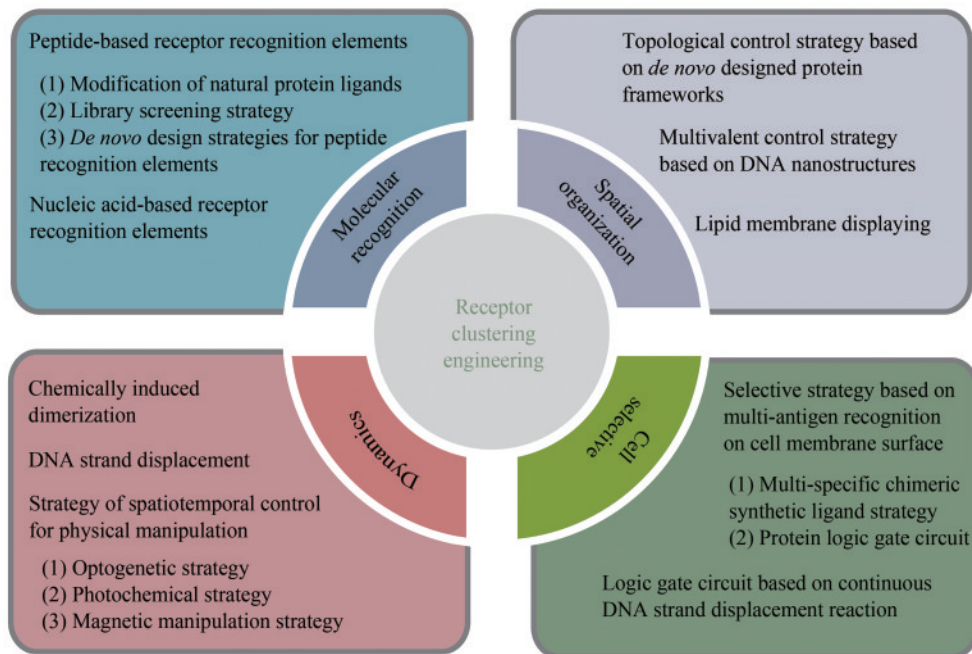 Peptide-based receptor recognition elements
(1) Modification of natural protein ligands
(2) Library screening strategy
(3) De novo design strategies for peptide
recognition elements
Nucleic acid-based receptor
recognition elements
Molecular
recognition
Topological control strategy based
on de novo designed protein
frameworks
Multivalent control strategy
based on DNA nanostructures
Lipid membrane displaying
Spatial
organization
Receptor
clustering
engineering
Chemically induced
dimerization
DNA strand displacement
Strategy of spatiotemporal control
for physical manipulation
(1) Optogenetic strategy
(2) Photochemical strategy
(3) Magnetic manipulation strategy
Dynamics
Cell
selective
Selective strategy based on
multi-antigen recognition
on cell membrane surface
(1) Multi-specific chimeric
synthetic ligand strategy
(2) Protein logic gate circuit
Logic gate circuit based on continuous
DNA strand displacement reaction